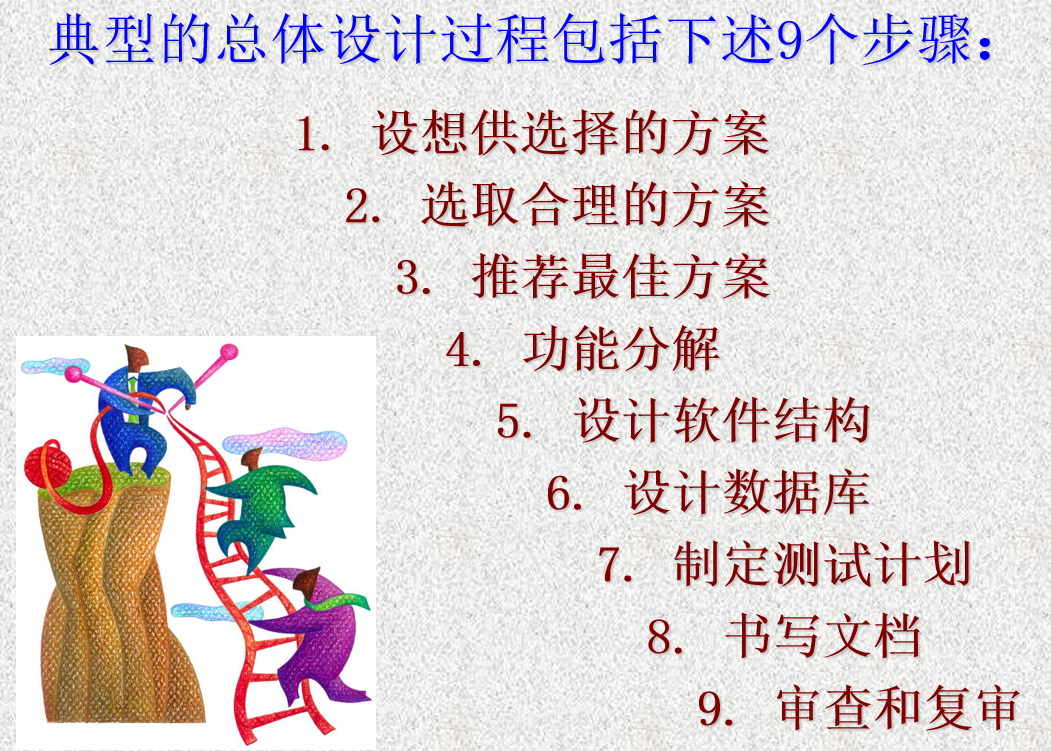 典型的总体设计过程包括下述9个步骤：
1. 设想供选择的方案
2. 选取合理的方案
3. 推荐最佳方案
4. 功能分解
5. 设计软件结构
6. 设计数据库
7. 制定测试计划
8. 书写文档
9. 审查和复审